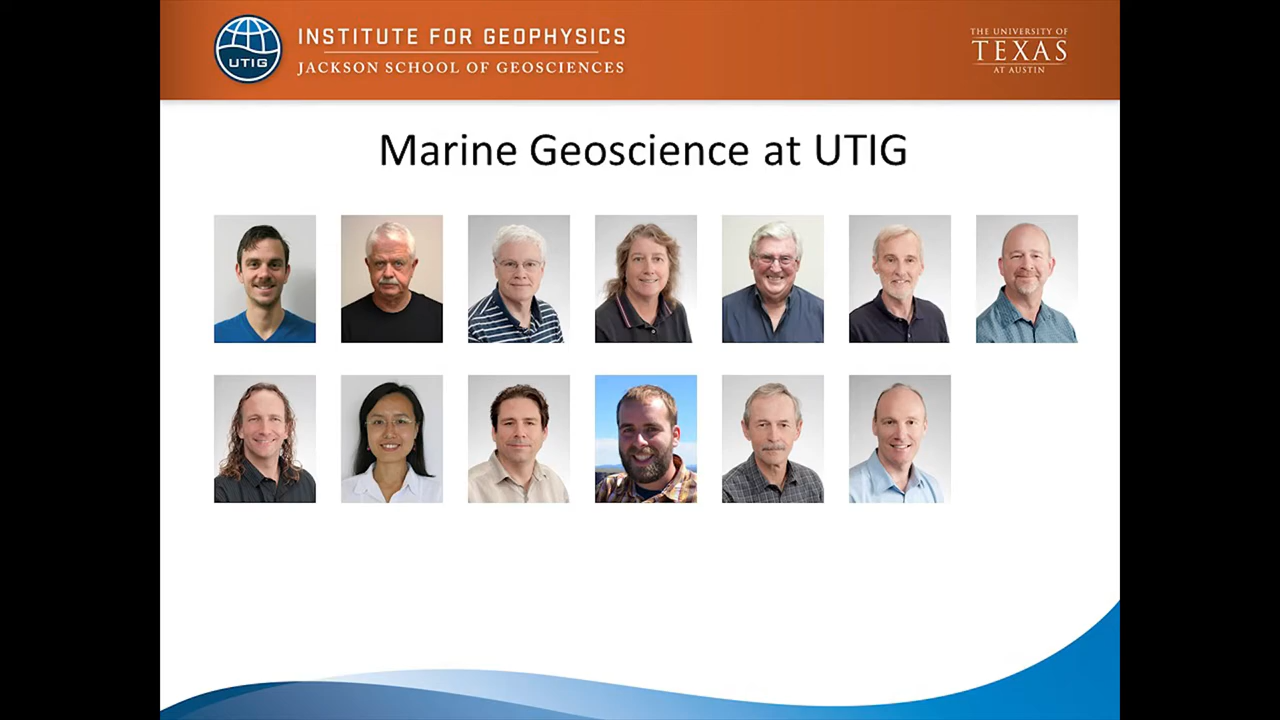 INSTITUTE FOR GEOPHYSICS
JACKSON SCHOOL OF GEOSCIENCES
UTIG
THE UNIVERSITY OF
TEXAS
AT AUSTIN
Marine Geoscience at UTIG